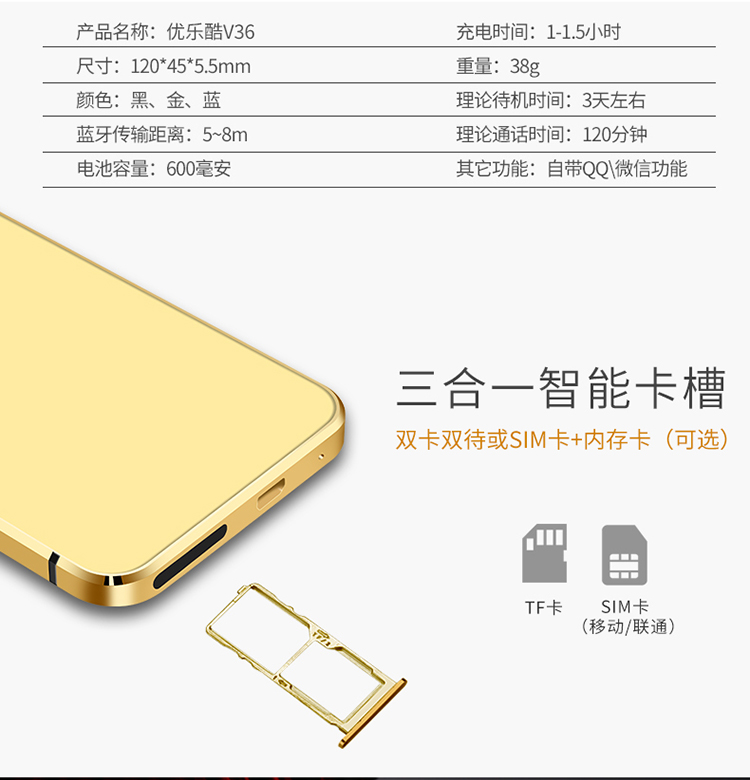 产品名称：优乐酷V36 充电时间：1-1.5小时
尺寸：120*45*5.5mm 重量：38g
颜色：黑、金、蓝 理论待机时间：3天左右
蓝牙传输距离：5~8m 理论通话时间：120分钟
电池容量：600毫安 其它功能：自带QQ\微信功能
三合一智能卡槽
双卡双待或SIM卡+内存卡（可选）
TF卡 SIM卡
（移动/联通）